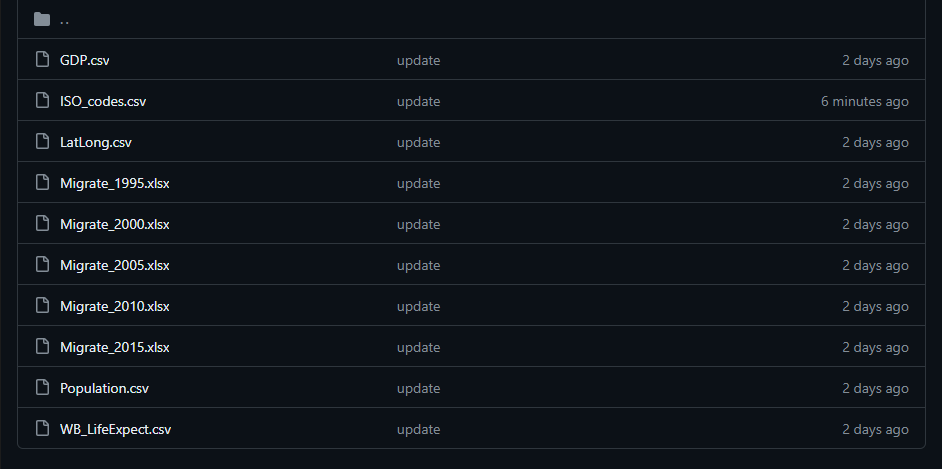 ..
GDP.csv update 2 days ago
ISO_codes.csv update 6 minutes ago
LatLong.csv update 2 days ago
Migrate_1995.xlsx update 2 days ago
Migrate_2000.xlsx update 2 days ago
Migrate_2005.xlsx update 2 days ago
Migrate_2010.xlsx update 2 days ago
Migrate_2015.xlsx update 2 days ago
Population.csv update 2 days ago
WB_LifeExpect.csv update 2 days ago